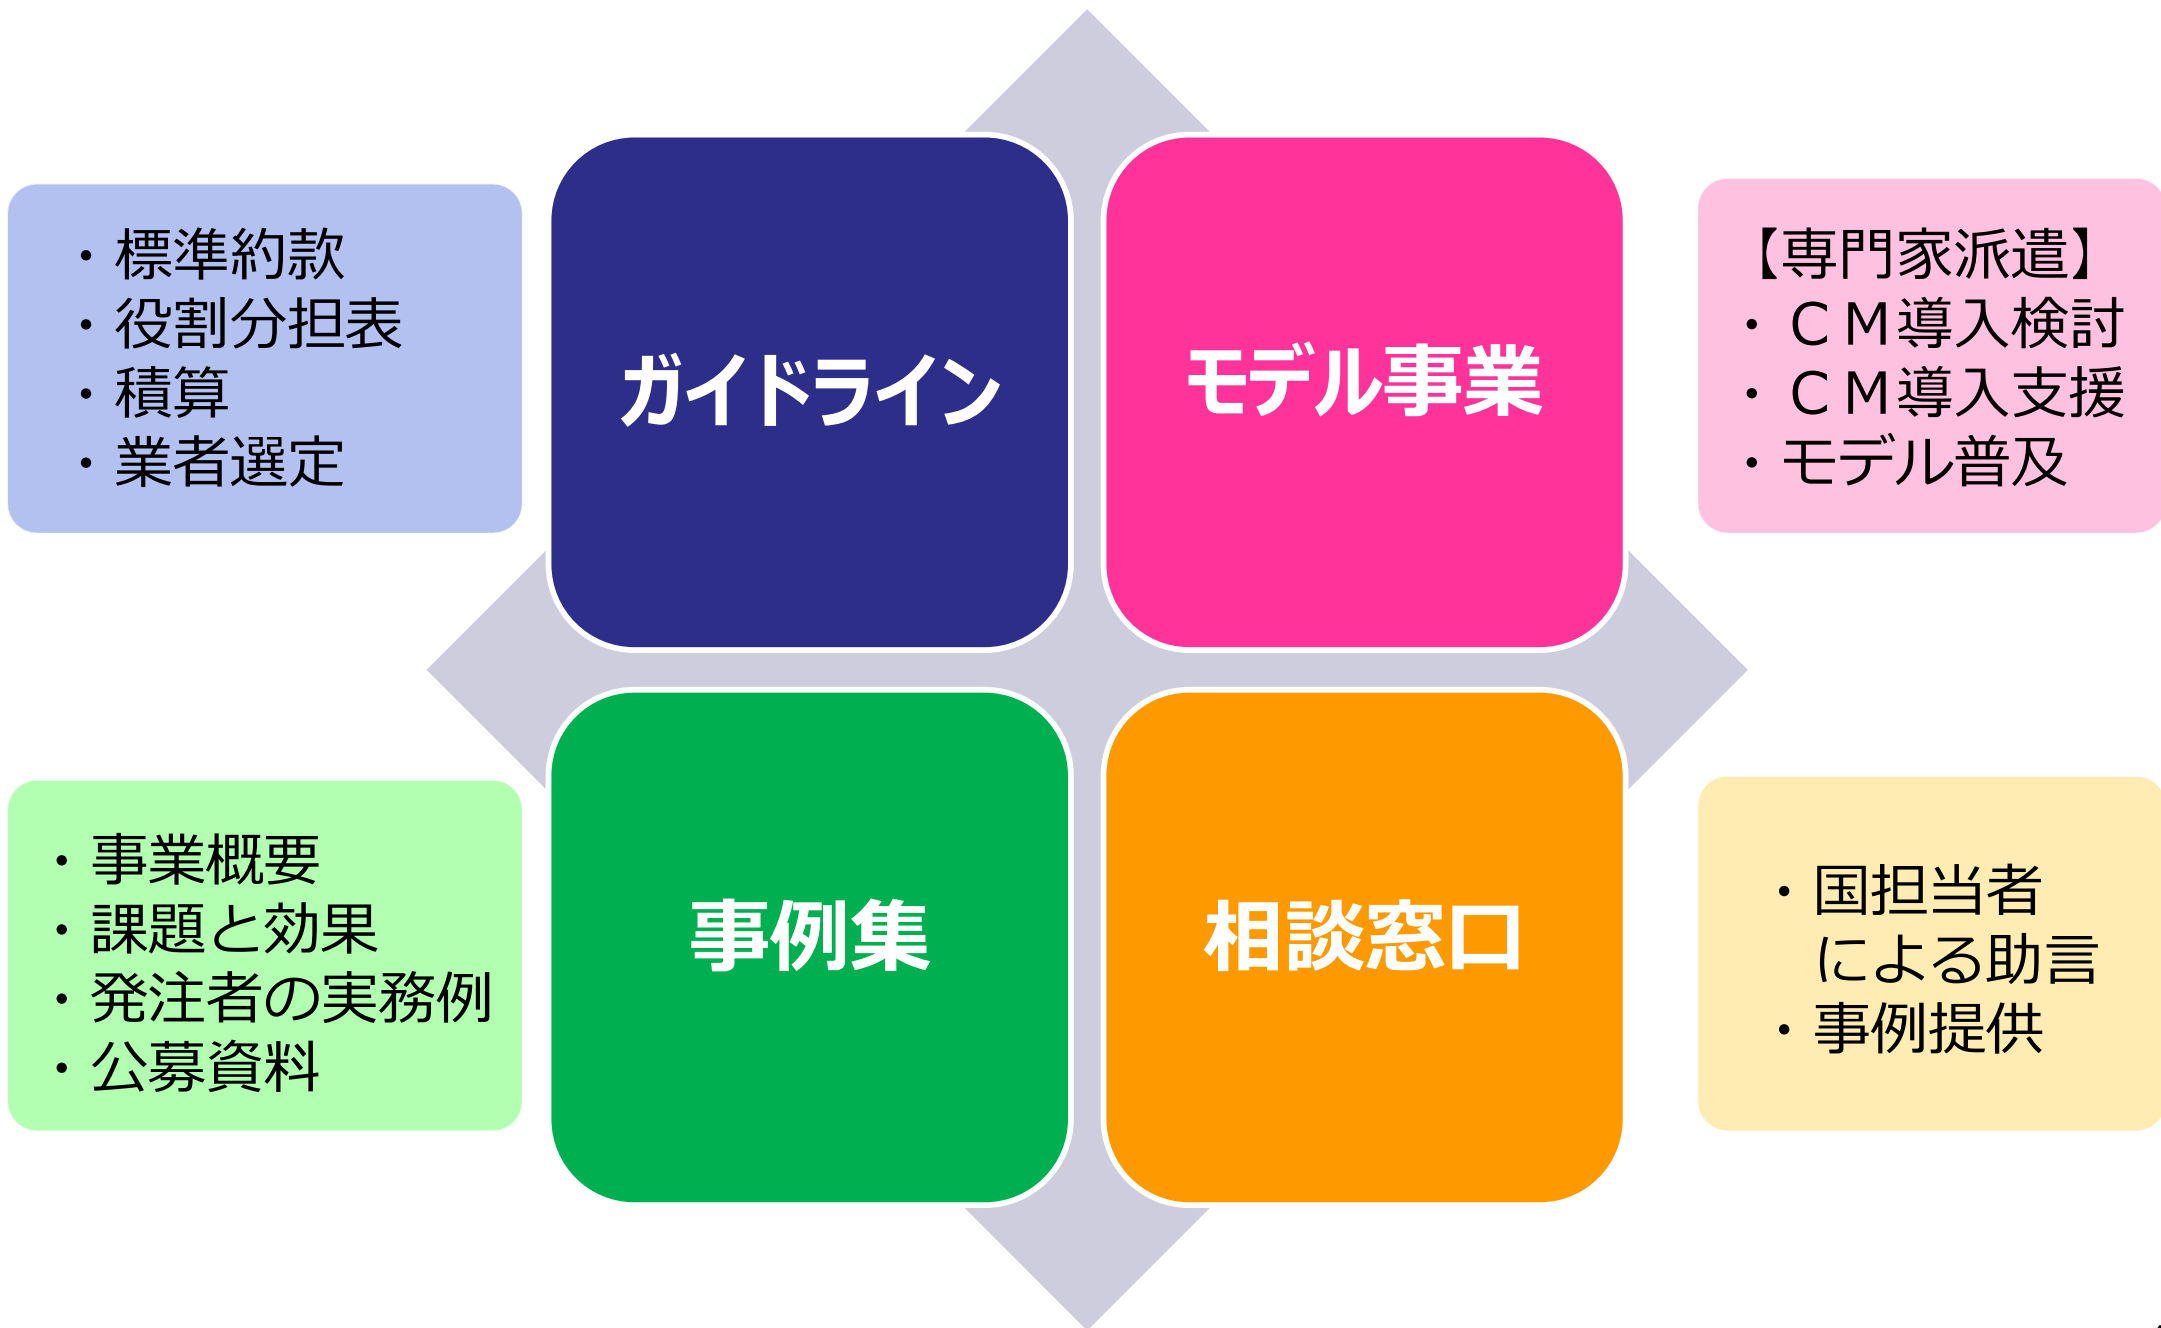 ・標準約款
・役割分担表
・積算
・業者選定
ガイドライン
モデル事業
【専門家派遣】
・ＣＭ導入検討
・ＣＭ導入支援
・モデル普及
・事業概要
・課題と効果
・発注者の実務例
・公募資料
事例集
相談窓口
・国担当者
による助言
・事例提供